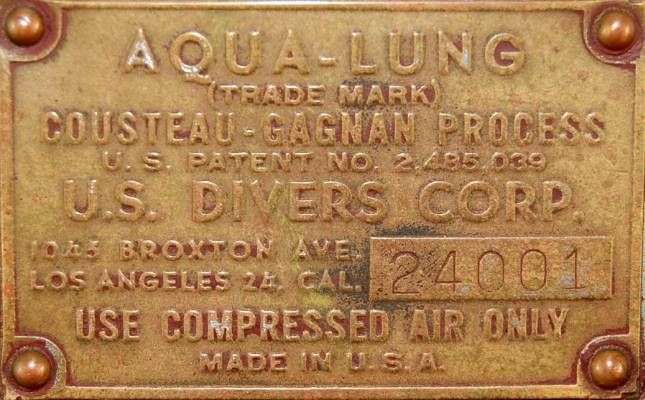 AQUA-LUNG
(TRADE MARK)
COUSTEAU-GAGNAN PROCESS
U.S. PATENT NO. 2,485,039
U.S. DIVERS CORP.
1045 BROXTON AVE.
LOS ANGELES 24, CAL.
24001
USE COMPRESSED AIR ONLY
MADE IN U.S.A.